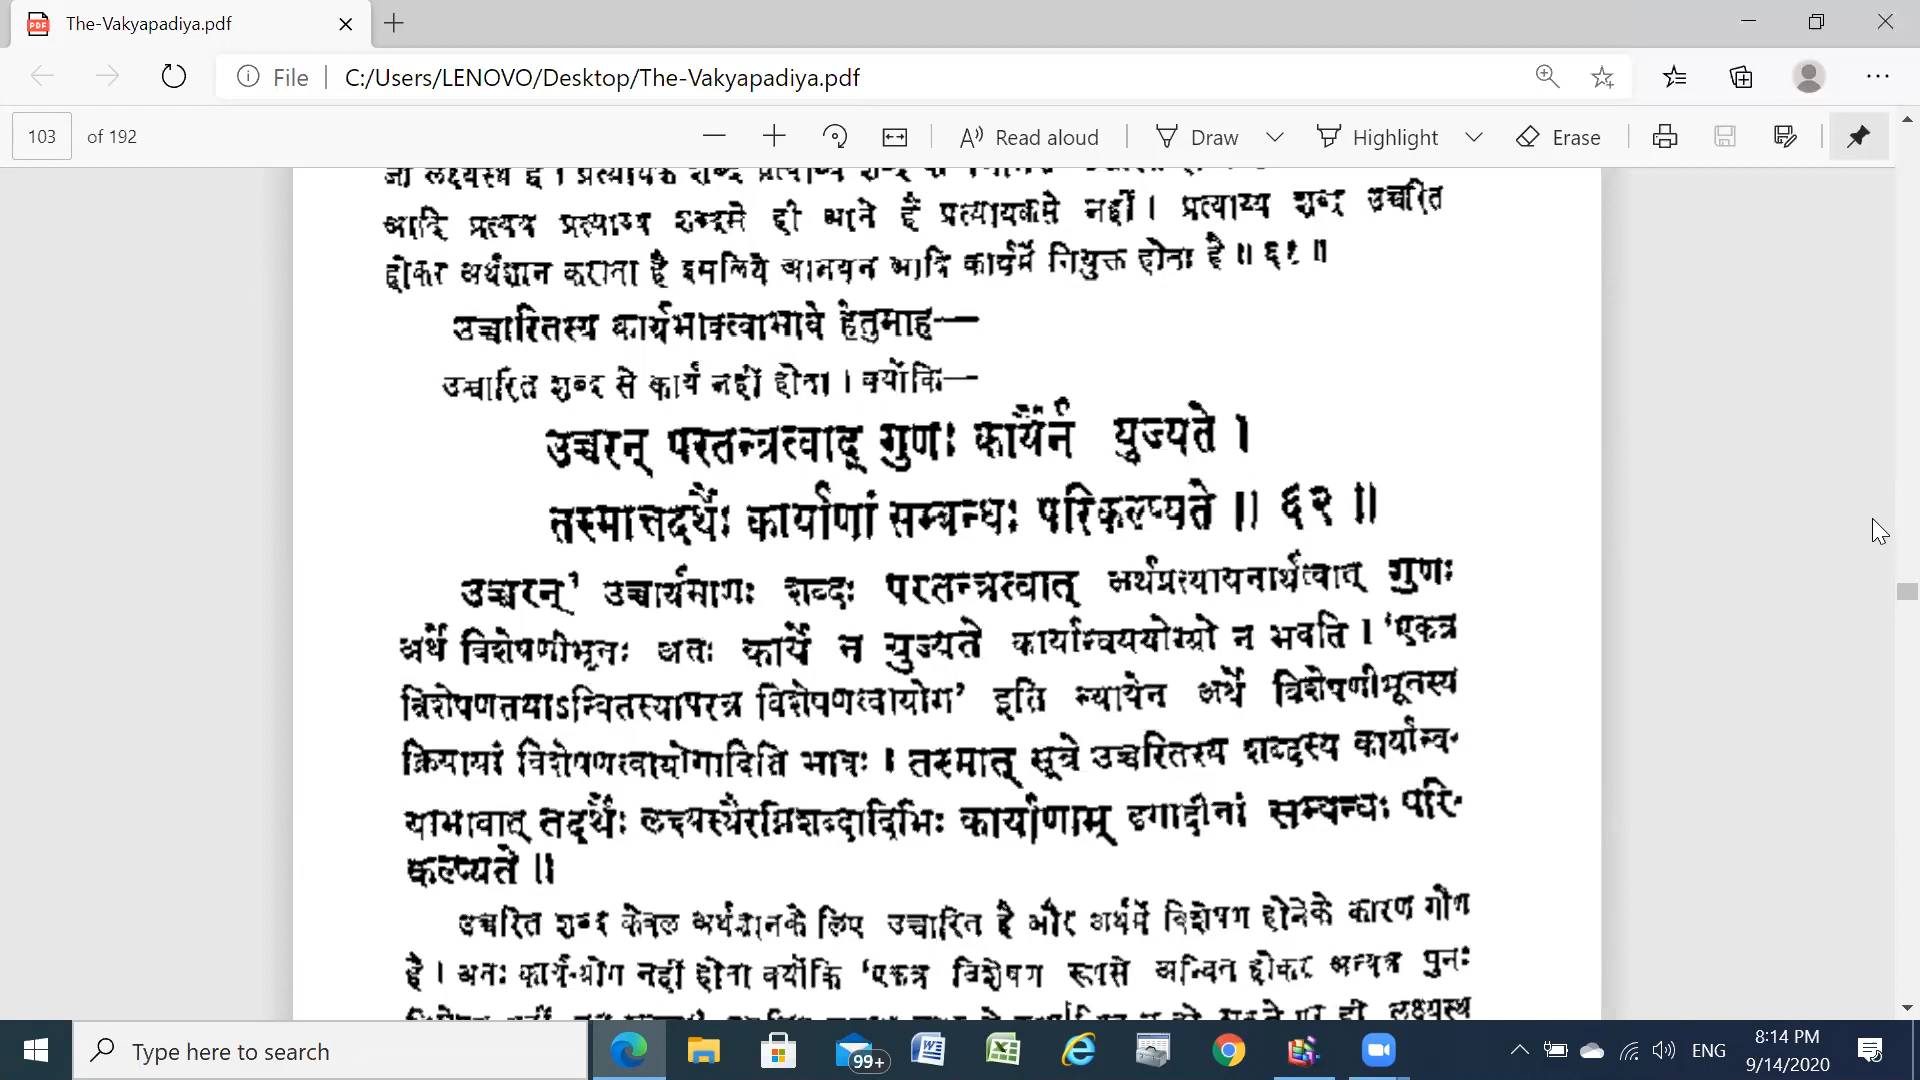 The-Vakyapadiya.pdf
File C:/Users/LENOVO/Desktop/The-Vakyapadiya.pdf
103 of 192 Read aloud Draw Highlight Erase
आदि प्रत्यय प्रत्याय्य शब्दसे ही आने हैं प्रत्यायकसे नहीं । प्रत्याय्य शब्द उच्चरित
होकर अर्थज्ञान कराता है इसलिये आनयन आदि कार्यमें नियुक्त होता है ॥ ६१ ॥
उच्चारितस्य कार्यभाक्त्वाभावे हेतुमाह—
उच्चारित शब्द से कार्य नहीं होता । क्योंकि—
उच्चरन् परतन्त्रत्वाद् गुणः कार्यैर्न युज्यते ।
तस्मात्तदर्थैः कार्याणां सम्बन्धः परिकल्प्यते ॥ ६२ ॥
उच्चरन्' उच्चार्यमाणः शब्दः परतन्त्रत्वात् अर्थप्रत्यायनार्थत्वात् गुणः
अर्थे विशेषणीभूतः अतः कार्ये न युज्यते कार्यान्वययोग्यो न भवति । 'एकत्र
विशेषणतयाऽन्वितस्यापरत्र विशेषणत्वायोग' इति न्यायेन अर्थे विशेषणीभूतस्य
क्रियायां विशेषणत्वायोगादिति भावः । तस्मात् सूत्रे उच्चरितस्य शब्दस्य कार्यान्व-
याभावात् तदर्थैः लक्ष्यस्थैरग्निशब्दादिभिः कार्याणाम् ढगादीनां सम्बन्धः परि-
कल्प्यते ॥
उच्चरित शब्द केवल अर्थज्ञानके लिए उच्चारित है और अर्थमें विशेषण होनेके कारण गौण
है । अतः कार्य-योग नहीं होता क्योंकि 'एकत्र विशेषण रूपसे अन्वित होकर अन्यत्र पुनः
लक्ष्यस्थ
Type here to search
99+
ENG
8:14 PM
9/14/2020